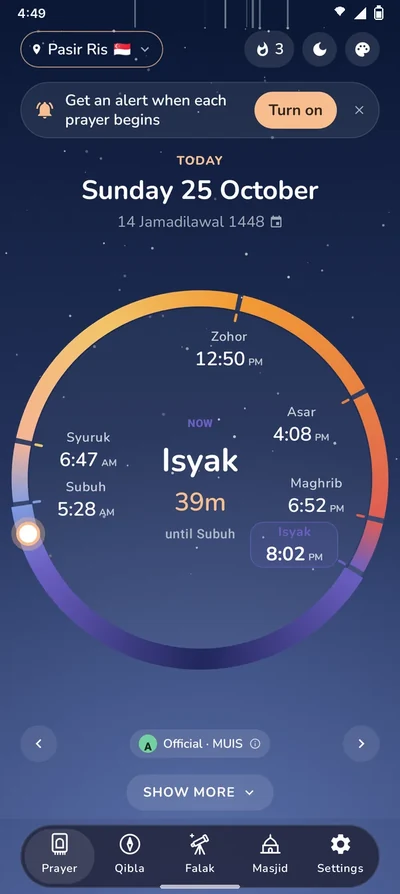 4:49
Pasir Ris 🇸🇬
3
Get an alert when each
prayer begins
Turn on
TODAY
Sunday 25 October
14 Jamadilawal 1448
Zohor
12:50 PM
Asar
4:08 PM
NOW
Isyak
39m
until Subuh
Syuruk
6:47 AM
Subuh
5:28 AM
Maghrib
6:52 PM
Isyak
8:02 PM
A Official · MUIS
SHOW MORE
Prayer
Qibla
Falak
Masjid
Settings